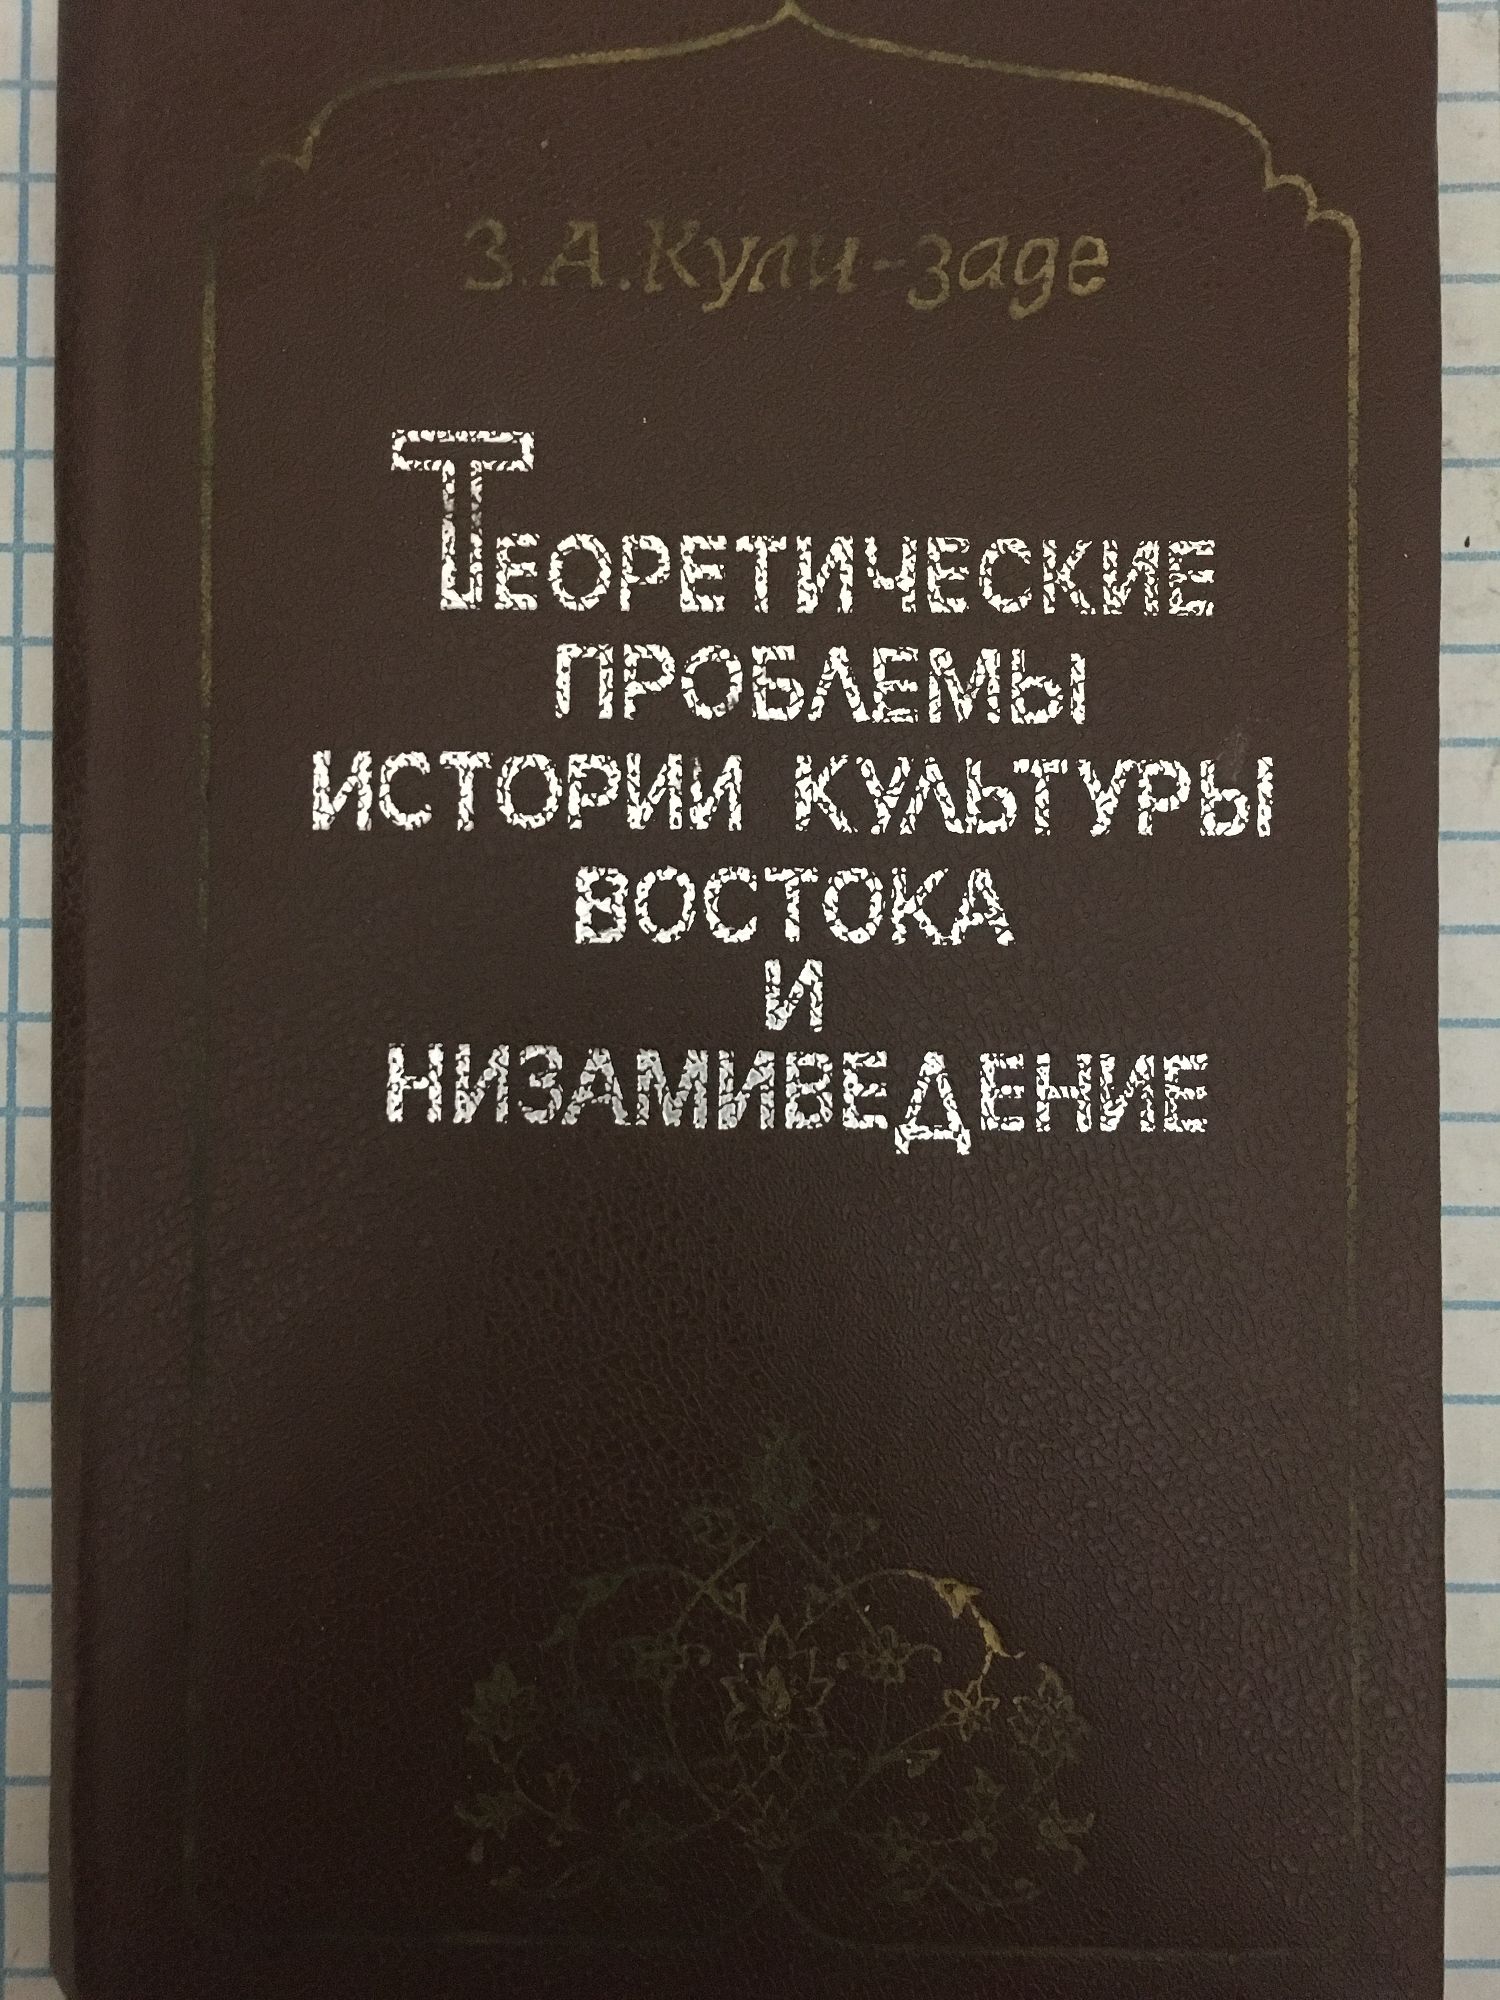 З.А.Кули-заде
Теоретические
проблемы
истории культуры
Востока
и
низамиведение